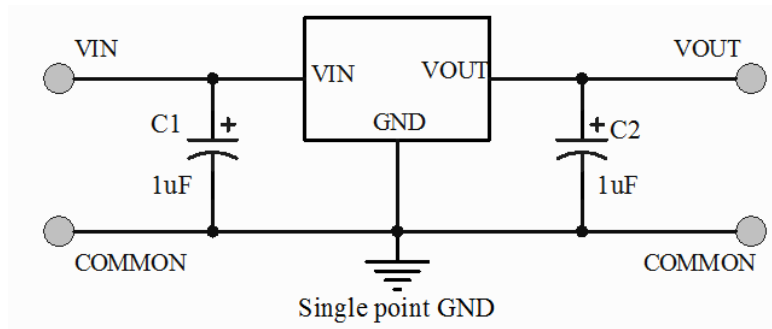 VIN
VOUT
VIN
VOUT
C1
+
GND
+
C2
1uF
1uF
COMMON
COMMON
Single point GND